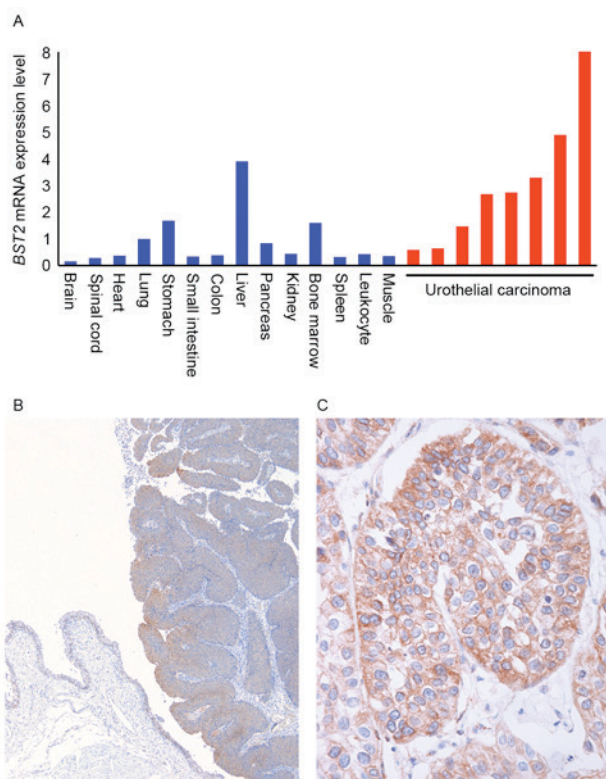 A
BST2 mRNA expression level
8
7
6
5
4
3
2
1
0
Brain
Spinal cord
Heart
Lung
Stomach
Small intestine
Colon
Liver
Pancreas
Kidney
Bone marrow
Spleen
Leukocyte
Muscle
Urothelial carcinoma
B
C